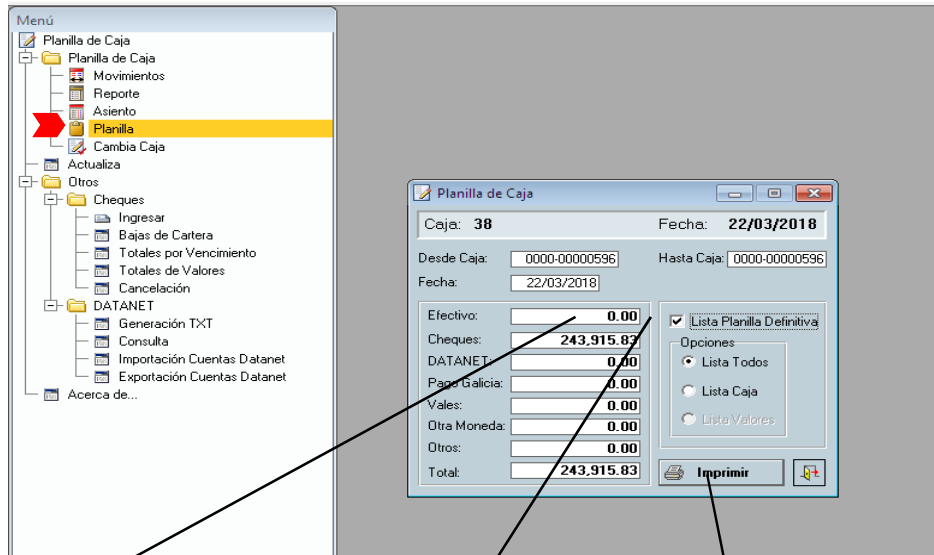 Menú
Planilla de Caja
Planilla de Caja
Movimientos
Reporte
Asiento
Planilla
Cambia Caja
Actualiza
Otros
Cheques
Ingresar
Bajas de Cartera
Totales por Vencimiento
Totales de Valores
Cancelación
DATANET
Generación TXT
Consulta
Importación Cuentas Datanet
Exportación Cuentas Datanet
Acerca de...
Planilla de Caja
Caja: 38 Fecha: 22/03/2018
Desde Caja: 0000-00000596 Hasta Caja: 0000-00000596
Fecha: 22/03/2018
Efectivo: 0.00
Cheques: 243,915.83
DATANET: 0.00
Pago Galicia: 0.00
Vales: 0.00
Otra Moneda: 0.00
Otros: 0.00
Total: 243,915.83
Lista Planilla Definitiva
Opciones
Lista Todos
Lista Caja
Lista Valores
Imprimir